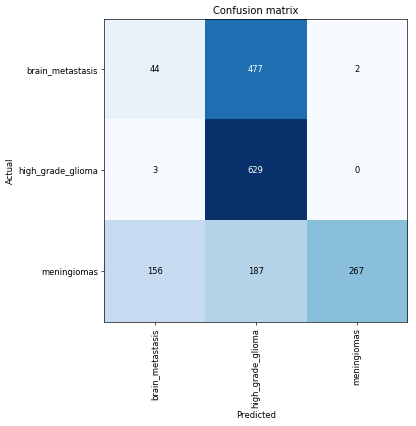 Confusion matrix
brain_metastasis 44 477 2
high_grade_glioma 3 629 0
meningiomas 156 187 267
Actual
brain_metastasis
high_grade_glioma
meningiomas
Predicted